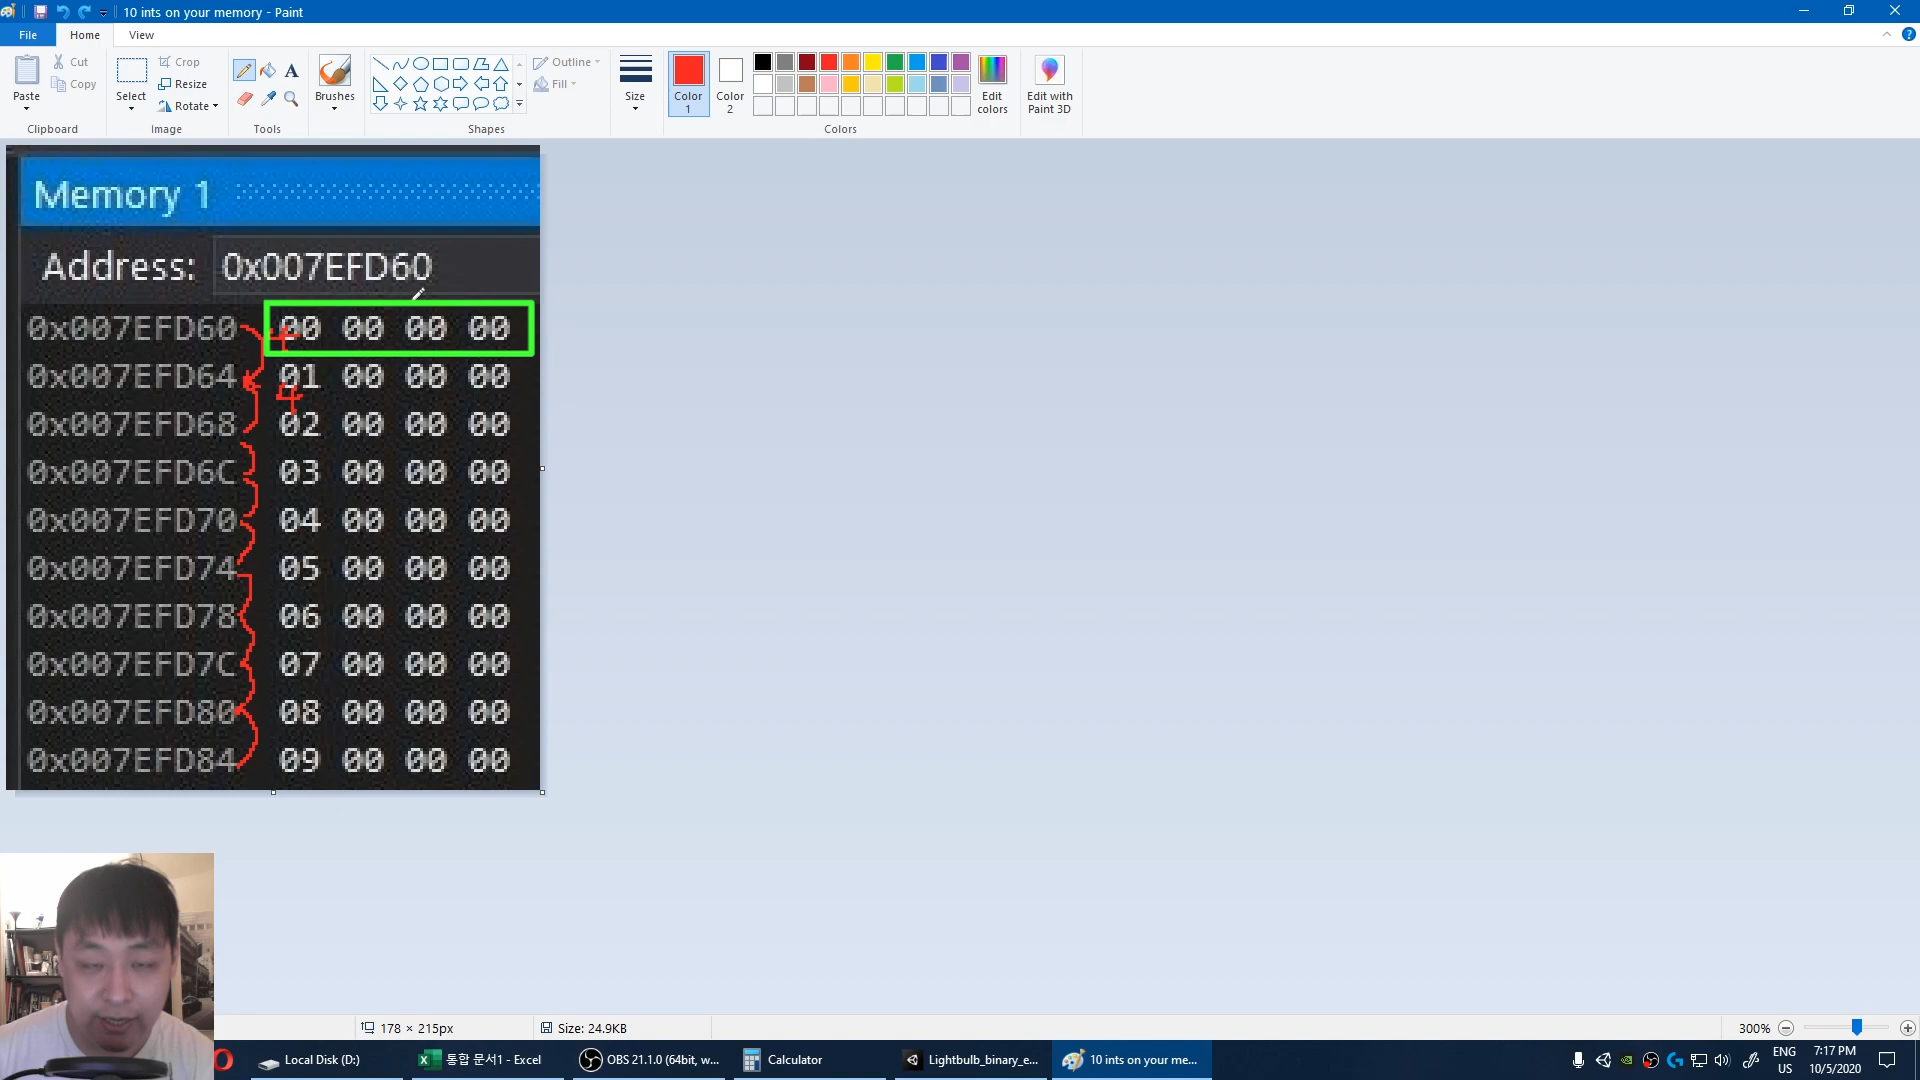 10 ints on your memory - Paint
File Home View
Paste
Cut
Copy
Clipboard
Select
Crop
Resize
Rotate
Image
A
Tools
Brushes
Shapes
Outline
Fill
Size
Color 1
Color 2
Edit colors
Edit with Paint 3D
Colors
Memory 1
Address: 0x007EFD60
0x007EFD60 00 00 00 00
4
0x007EFD64 01 00 00 00
4
0x007EFD68 02 00 00 00
0x007EFD6C 03 00 00 00
0x007EFD70 04 00 00 00
0x007EFD74 05 00 00 00
0x007EFD78 06 00 00 00
0x007EFD7C 07 00 00 00
0x007EFD80 08 00 00 00
0x007EFD84 09 00 00 00
178 × 215px Size: 24.9KB 300%
Local Disk (D:) 통합 문서1 - Excel OBS 21.1.0 (64bit, w... Calculator Lightbulb_binary_e... 10 ints on your me... ENG US 7:17 PM 10/5/2020